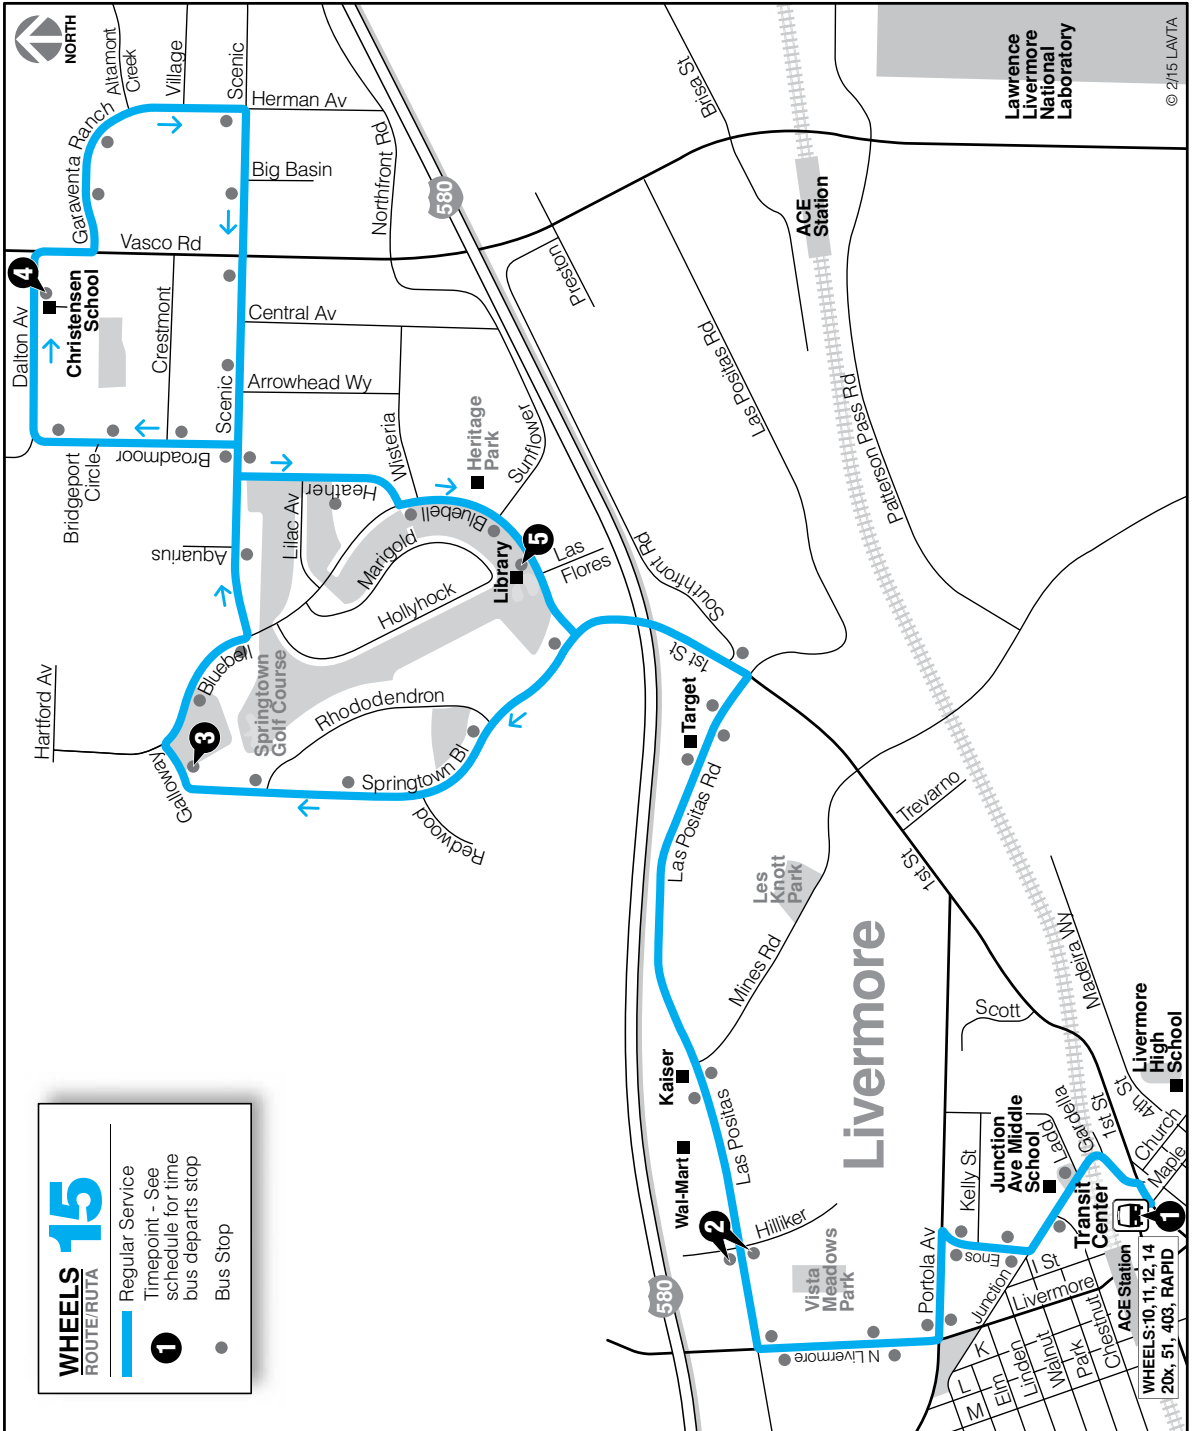 NORTH
Altamont
Creek
Village
Scenic
Herman Av
Garaventa Ranch
Big Basin
Northfront Rd
580
Vasco Rd
4
Christensen
School
Dalton Av
Crestmont
Central Av
Scenic
Arrowhead Wy
Broadmoor
Bridgeport
Circle
Wisteria
Heritage
Park
Sunflower
Heather
Lilac Av
Aquarius
Bluebell
Marigold
Hollyhock
Library
5
Las
Flores
Preston
Brisa St
ACE
Station
Lawrence
Livermore
National
Laboratory
© 2/15 LAVTA
Las Positas Rd
Patterson Pass Rd
Southfront Rd
1st St
Hartford Av
Bluebell
Springtown
Golf Course
3
Galloway
Rhododendron
Springtown Bl
Redwood
Target
Las Positas Rd
Trevarno
1st St
Les
Knott
Park
Mines Rd
Livermore
Kaiser
Wal-Mart
Las Positas
2
Hilliker
580
Vista
Meadows
Park
N Livermore
Portola Av
Kelly St
Enos
Junction
Junction
Ave Middle
School
Ladd
Gardella
Scott
Madeira Wy
Livermore
High
School
4th St
1st St
Church
Maple
Transit
Center
1
I St
Livermore
ACE Station
WHEELS:10,11,12,14
20x, 51, 403, RAPID
K
L
M
Elm
Linden
Walnut
Park
Chestnut
WHEELS 15
ROUTE/RUTA
Regular Service
1
Timepoint - See
schedule for time
bus departs stop
Bus Stop